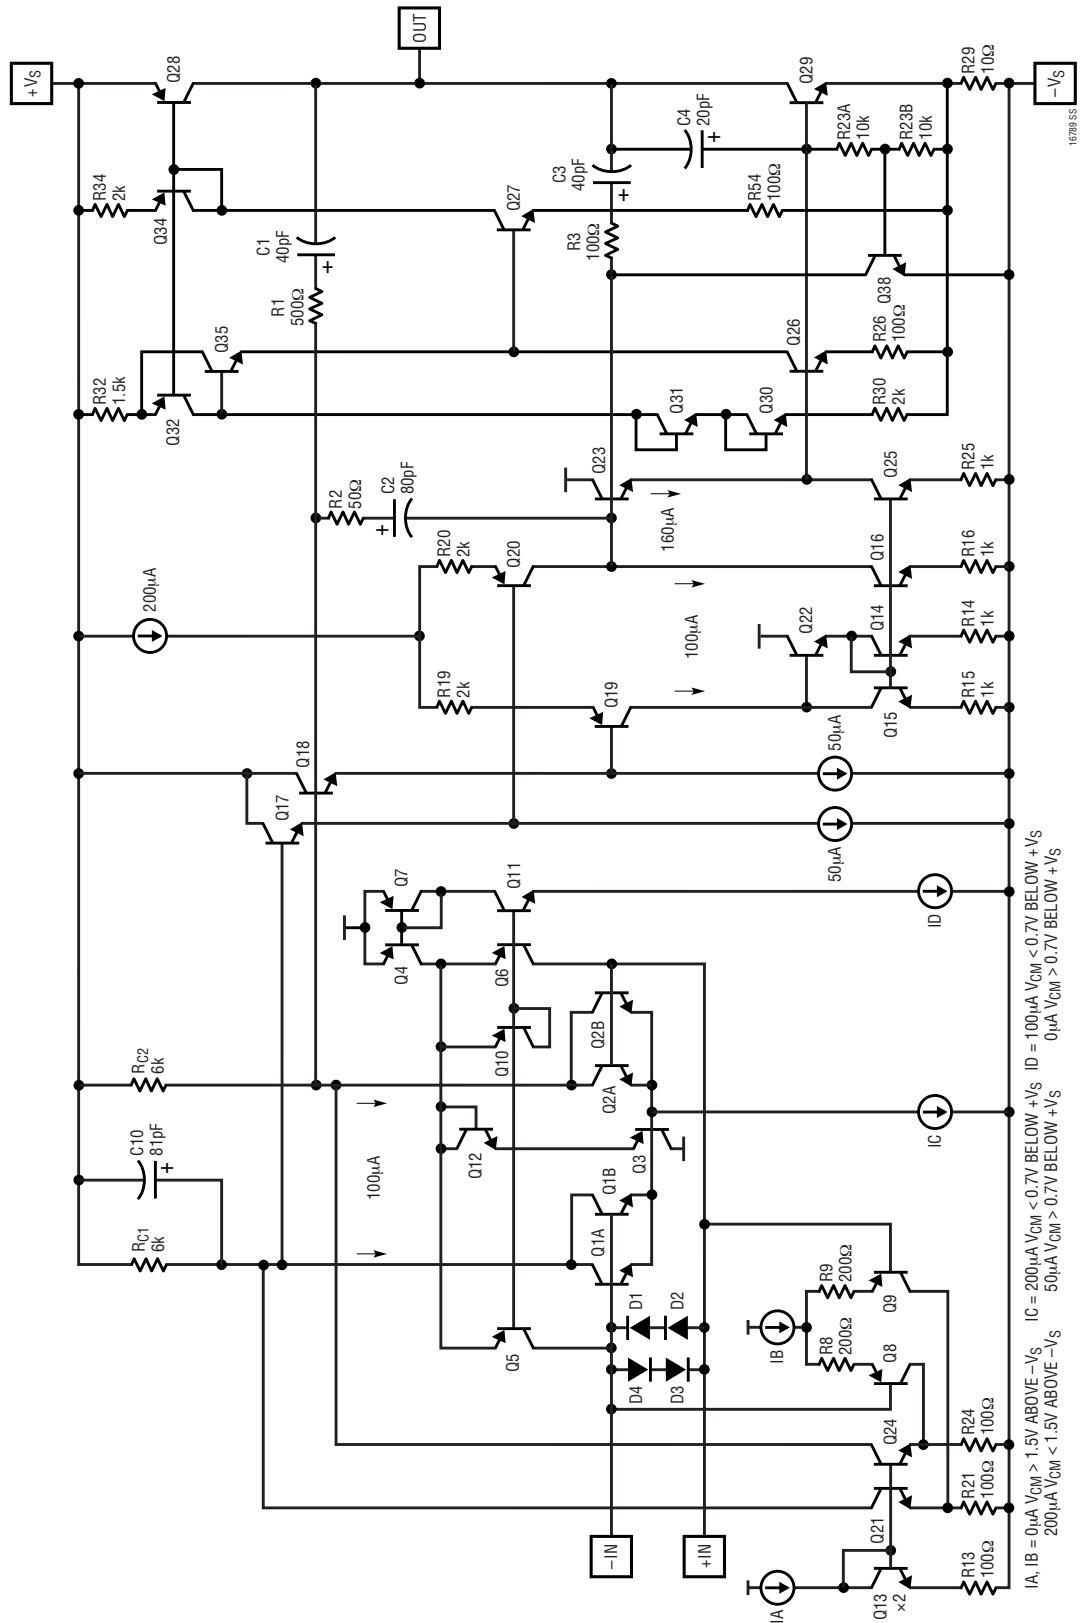 +VS
R34
2k
Q34
Q28
R32
1.5k
Q32
Q35
R1
500Ω
C1
40pF
OUT
200µA
R2
50Ω
C2
80pF
+
+
Q27
R19
2k
R20
2k
Q20
Q19
Q23
160µA
100µA
R3
100Ω
C3
40pF
+
C4
20pF
+
R54
100Ω
Q31
Q30
R30
2k
Q26
R26
100Ω
Q38
R23A
10k
R23B
10k
Q29
R29
10Ω
Q22
Q15
Q14
Q16
Q25
R15
1k
R14
1k
R16
1k
R25
1k
–VS
RC1
6k
C10
81pF
+
RC2
6k
100µA
Q17
Q18
50µA
50µA
Q4
Q7
Q6
Q11
Q10
Q12
Q5
Q1A
Q1B
Q3
Q2A
Q2B
D1
D2
D4
D3
–IN
+IN
IA
IB
IC
ID
R8
200Ω
R9
200Ω
Q8
Q9
Q13
×2
Q21
Q24
R13
100Ω
R21
100Ω
R24
100Ω
IA, IB = 0µA VCM > 1.5V ABOVE –VS
200µA VCM < 1.5V ABOVE –VS
IC = 200µA VCM < 0.7V BELOW +VS
50µA VCM > 0.7V BELOW +VS
ID = 100µA VCM < 0.7V BELOW +VS
0µA VCM > 0.7V BELOW +VS
16789 SS